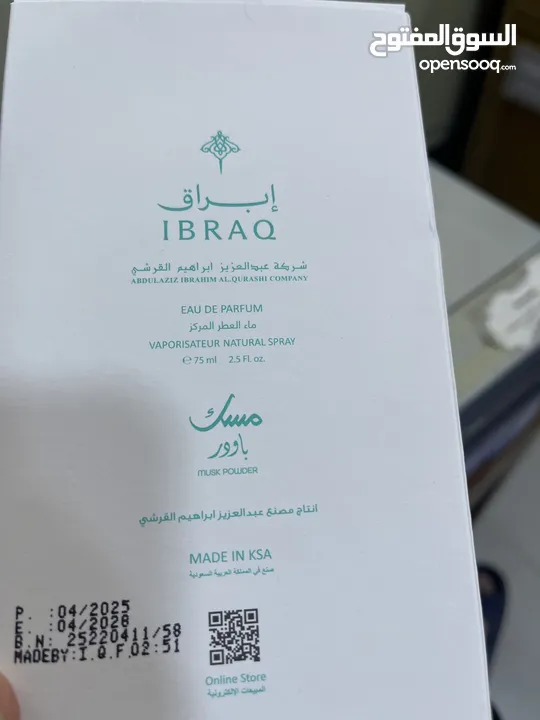 السوق المفتوح
opensooq.com
إبراق
IBRAQ
شركة عبدالعزيز ابراهيم القرشي
ABDULAZIZ IBRAHIM AL.QURASHI COMPANY
EAU DE PARFUM
ماء العطر المركز
VAPORISATEUR NATURAL SPRAY
℮ 75 ml 2.5 Fl. oz.
مسك
باودر
MUSK POWDER
انتاج مصنع عبدالعزيز ابراهيم القرشي
MADE IN KSA
صنع في المملكة العربية السعودية
P. :04/2025
E. :04/2028
B.N: 25220411/58
MADEBY:I.Q.F.02:51
Online Store
المبيعات الإلكترونية